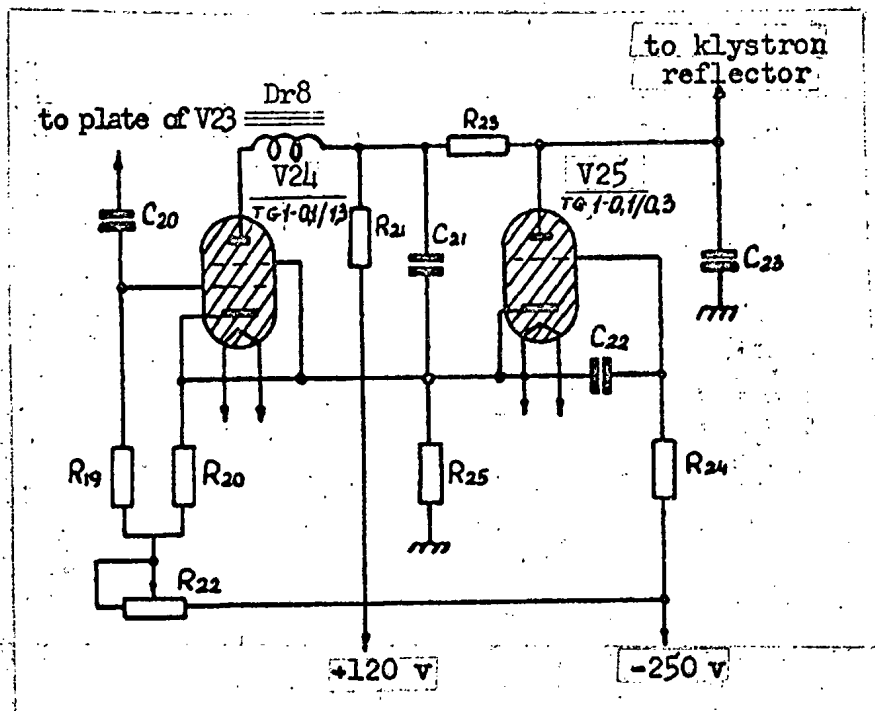 to klystron
reflector
Dr8
to plate of V23
R23
V24
TG1-0,1/1,3
V25
TG1-0,1/0,3
C20
R21
C21
C23
C22
R19
R20
R25
R24
R22
+120 v
-250 v